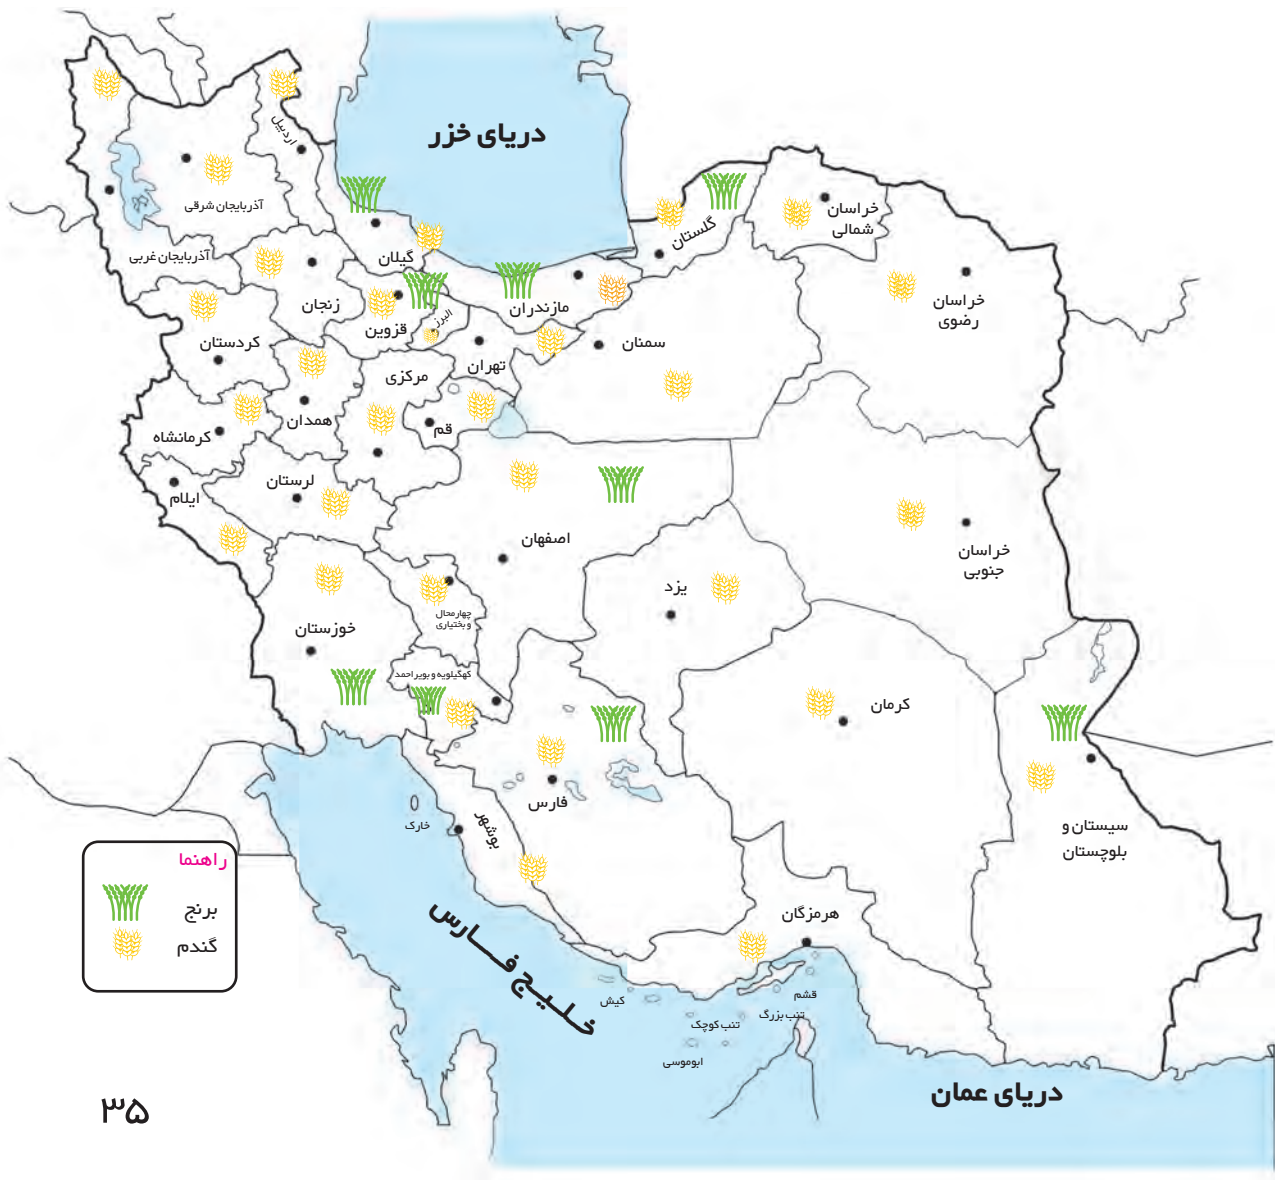 دریای خزر
اردبیل
آذربایجان شرقی
آذربایجان غربی
گیلان
گلستان
خراسان
شمالی
خراسان
رضوی
زنجان
قزوین
البرز
مازندران
تهران
سمنان
کردستان
همدان
مرکزی
قم
کرمانشاه
ایلام
لرستان
اصفهان
خراسان
جنوبی
یزد
خوزستان
چهارمحال
و بختیاری
کهگیلویه و بویراحمد
کرمان
فارس
بوشهر
خارک
سیستان و
بلوچستان
هرمزگان
خلیج فارس
کیش
قشم
تنب بزرگ
تنب کوچک
ابوموسی
دریای عمان
راهنما
برنج
گندم
۳۵